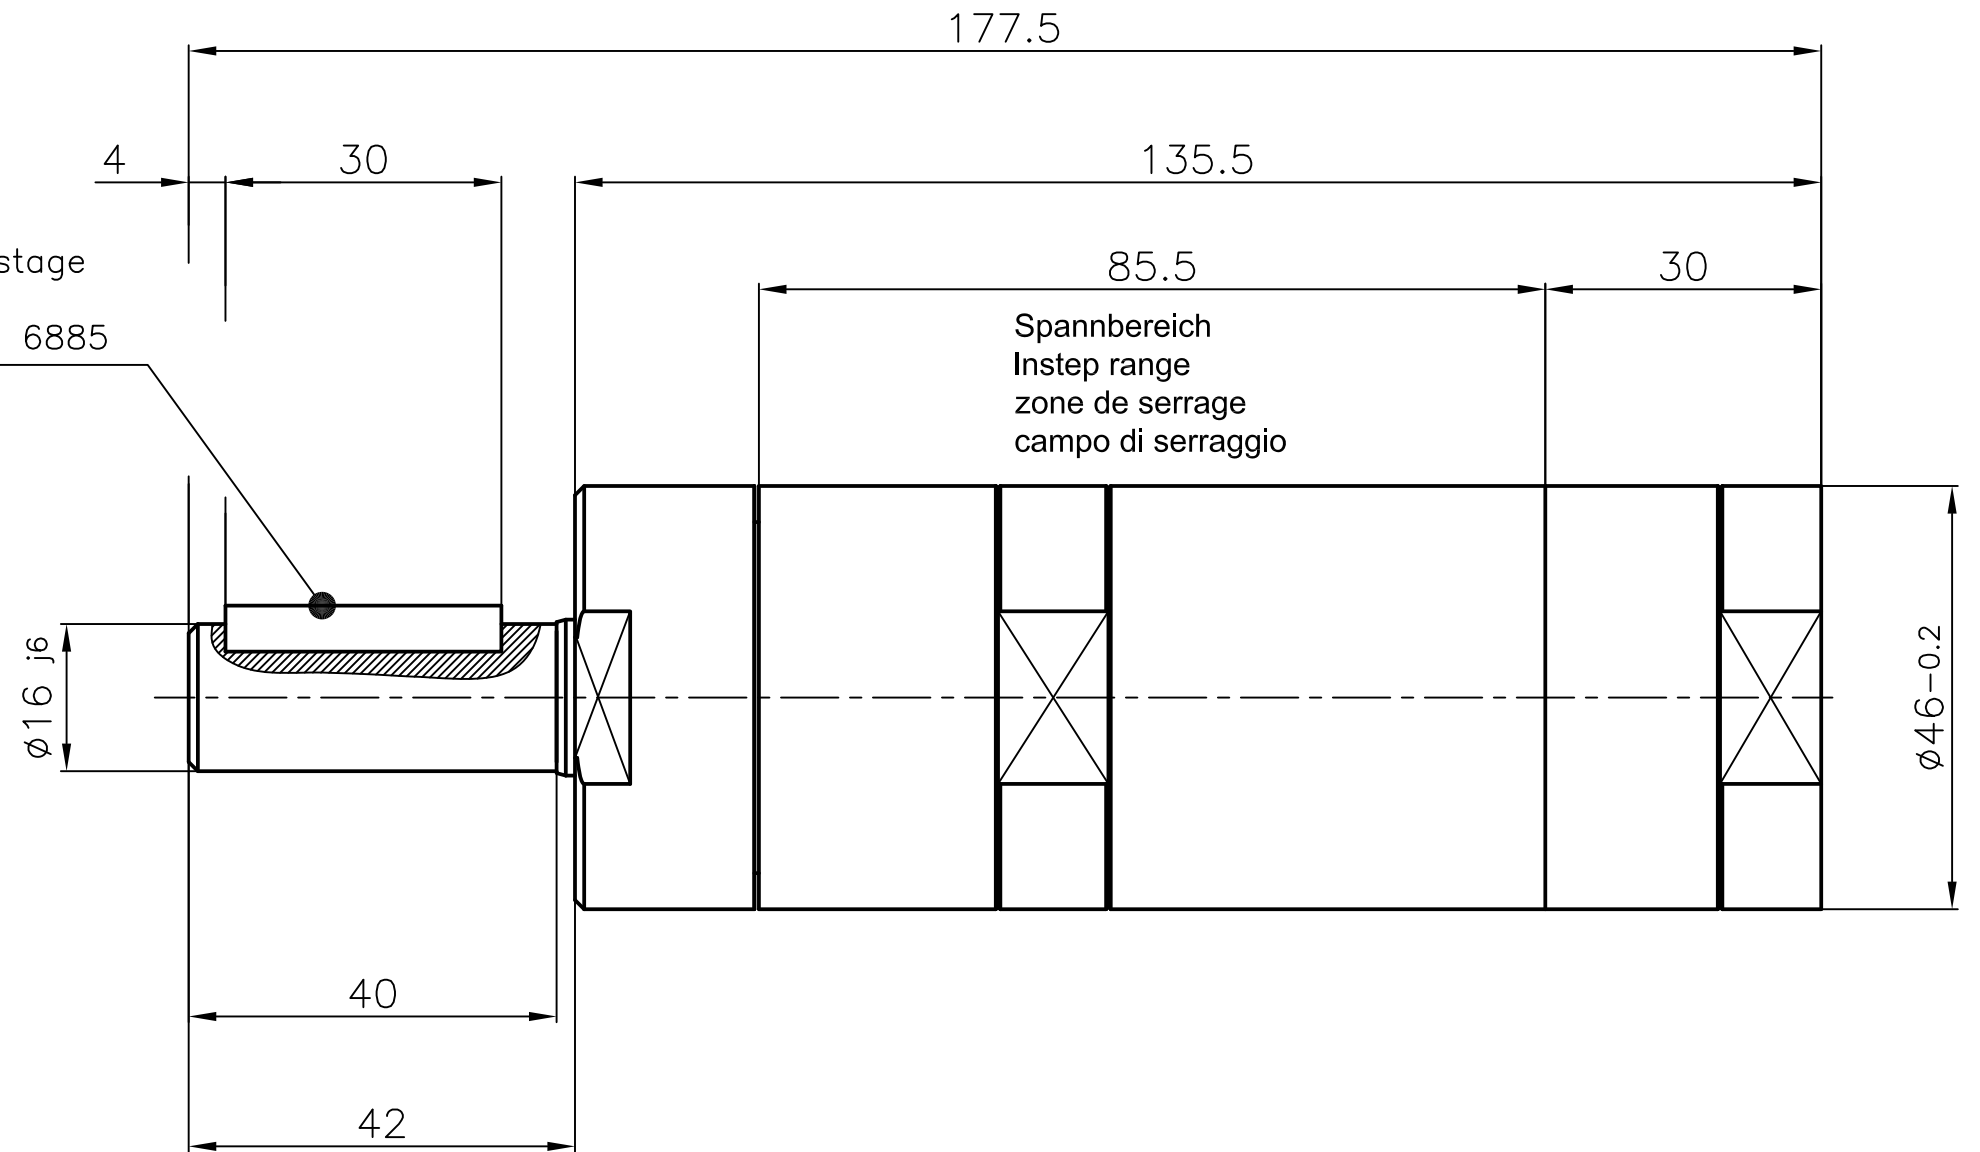 177.5
4
30
135.5
stage
85.5
30
6885
Spannbereich
Instep range
zone de serrage
campo di serraggio
ø16 j6
ø46-0.2
40
42